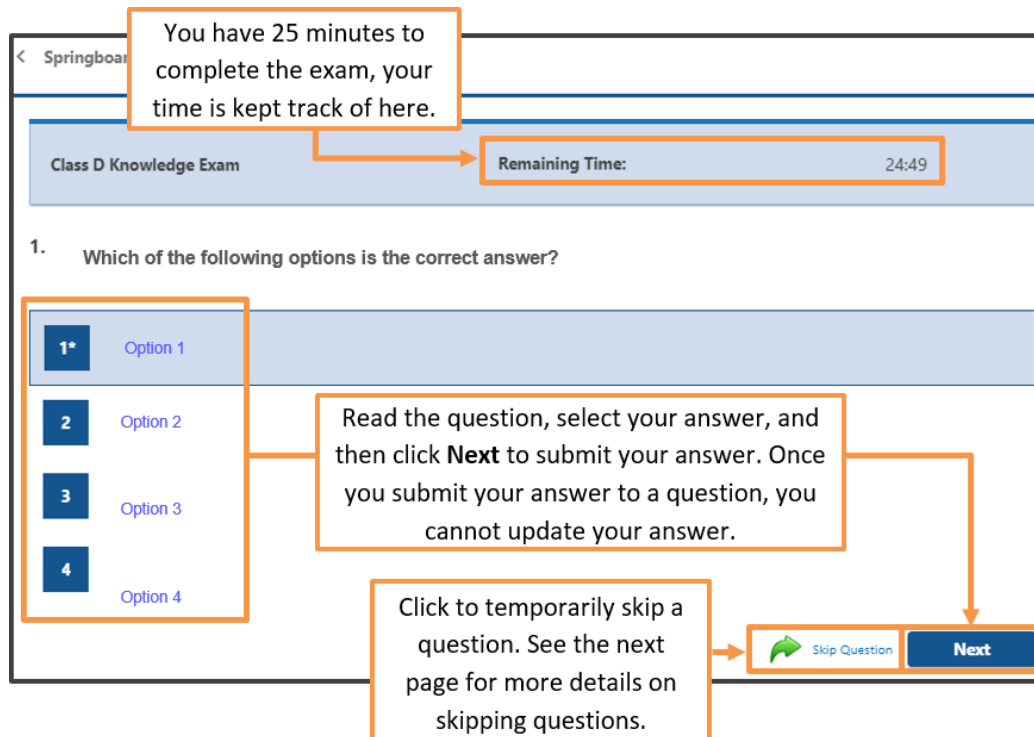 You have 25 minutes to
complete the exam, your
time is kept track of here.
< Springboar
Class D Knowledge Exam
Remaining Time:
24:49
1.
Which of the following options is the correct answer?
1*
Option 1
2
Option 2
3
Option 3
4
Option 4
Read the question, select your answer, and
then click Next to submit your answer. Once
you submit your answer to a question, you
cannot update your answer.
Click to temporarily skip a
question. See the next
page for more details on
skipping questions.
Skip Question
Next